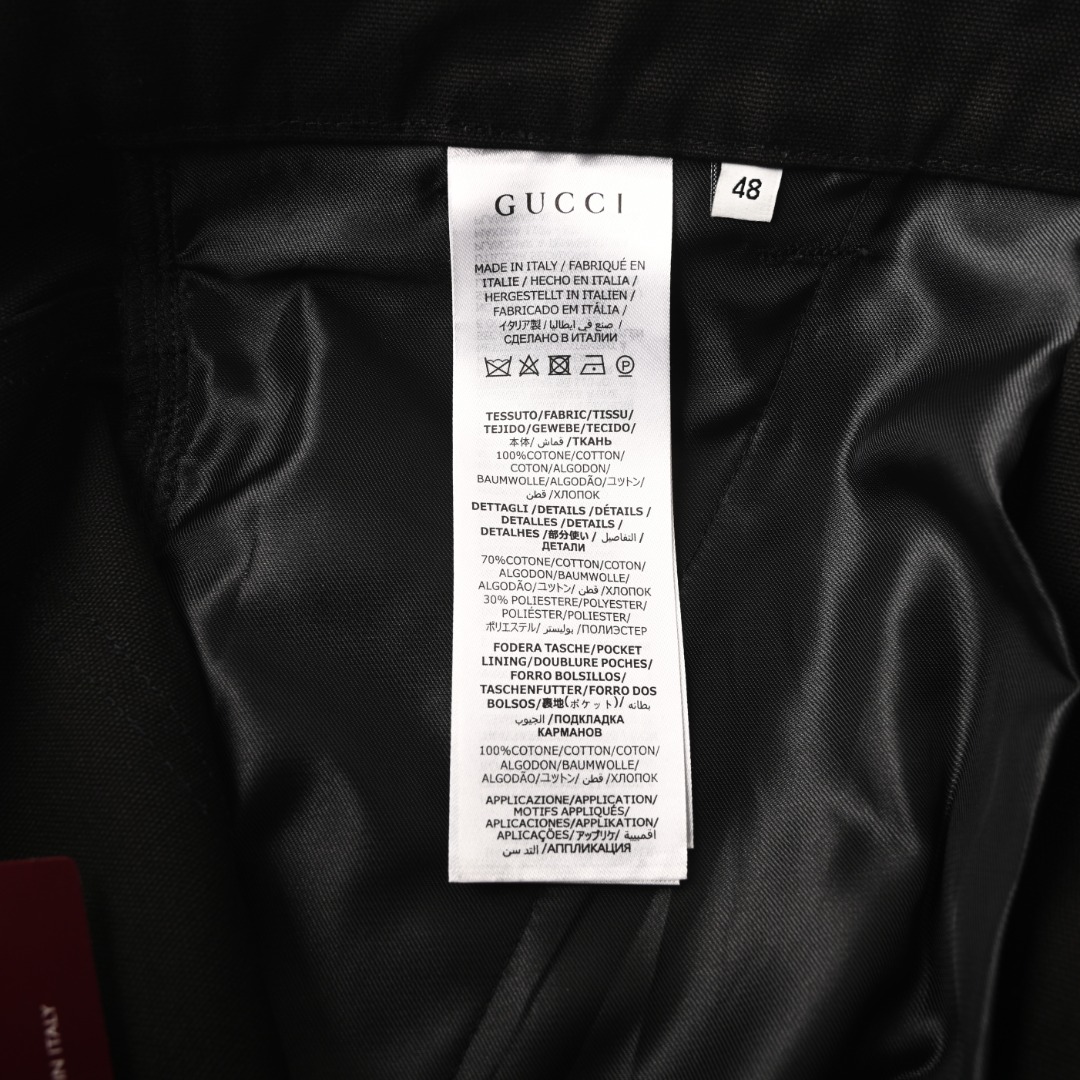 GUCCI
48
MADE IN ITALY / FABRIQUÉ EN
ITALIE / HECHO EN ITALIA /
HERGESTELLT IN ITALIEN /
FABRICADO EM ITÁLIA /
イタリア製 / صنع في ايطاليا /
СДЕЛАНО В ИТАЛИИ
P
TESSUTO/FABRIC/TISSU/
TEJIDO/GEWEBE/TECIDO/
本体/ قماش /ТКАНЬ
100%COTONE/COTTON/
COTON/ALGODON/
BAUMWOLLE/ALGODÃO/コットン/
قطن /ХЛОПОК
DETTAGLI /DETAILS /DÉTAILS /
DETALLES /DETAILS /
DETALHES /部分使い / التفاصيل /
ДЕТАЛИ
70%COTONE/COTTON/COTON/
ALGODON/BAUMWOLLE/
ALGODÃO/コットン/ قطن /ХЛОПОК
30% POLIESTERE/POLYESTER/
POLIÉSTER/POLIESTER/
ポリエステル/ بوليستر /ПОЛИЭСТЕР
FODERA TASCHE/POCKET
LINING/DOUBLURE POCHES/
FORRO BOLSILLOS/
TASCHENFUTTER/FORRO DOS
BOLSOS/裏地(ポケット)/ بطانه
الجيوب /ПОДКЛАДКА
КАРМАНОВ
100%COTONE/COTTON/COTON/
ALGODON/BAUMWOLLE/
ALGODÃO/コットン/ قطن /ХЛОПОК
APPLICAZIONE/APPLICATION/
MOTIFS APPLIQUÉS/
APLICACIONES/APPLIKATION/
APLICAÇÕES/アップリケ/
/АППЛИКАЦИЯ
IN ITALY